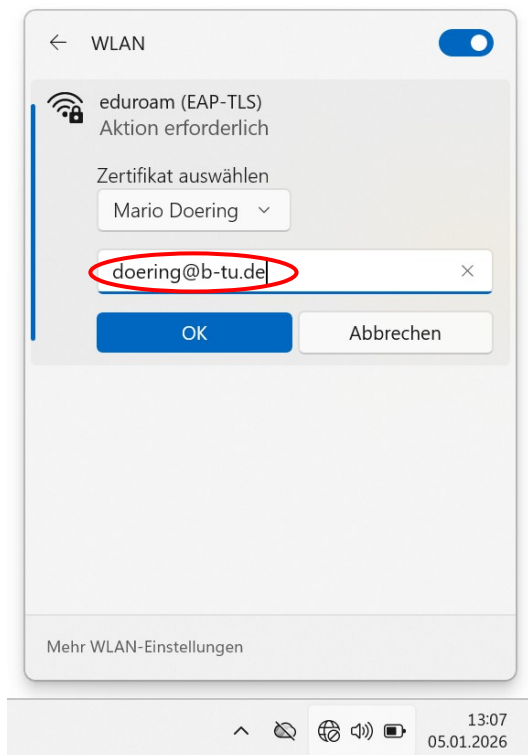 WLAN
eduroam (EAP-TLS)
Aktion erforderlich
Zertifikat auswählen
Mario Doering
doering@b-tu.de
OK Abbrechen
Mehr WLAN-Einstellungen
13:07
05.01.2026